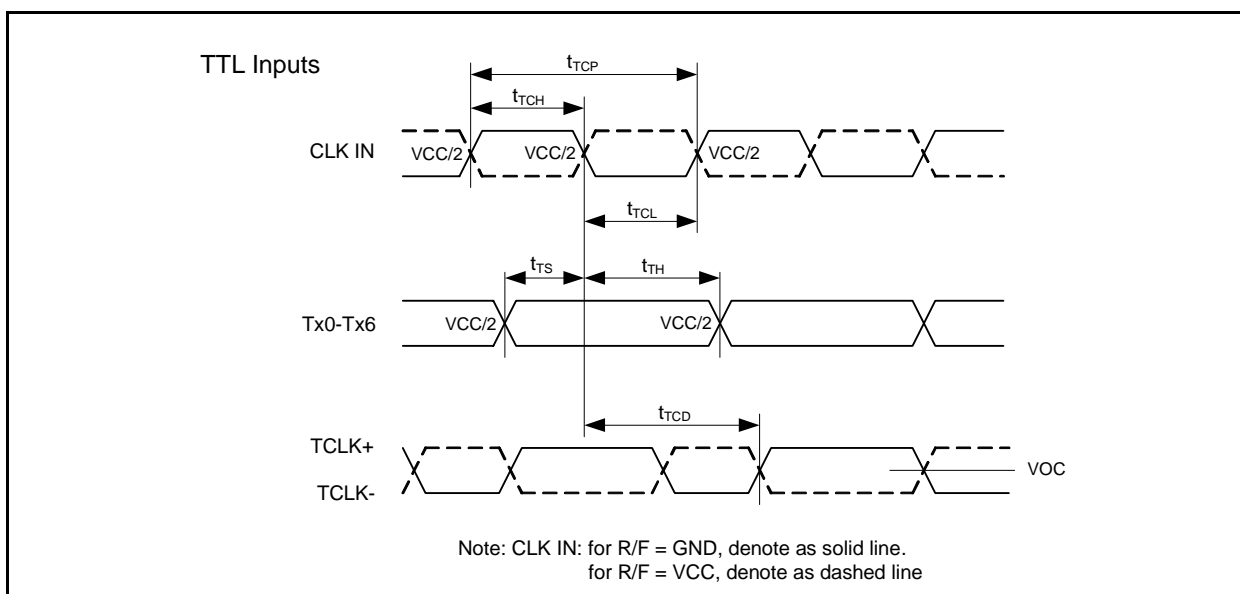 TTL Inputs
tTCP
tTCH
CLK IN
VCC/2
VCC/2
VCC/2
tTCL
tTS
tTH
Tx0-Tx6
VCC/2
VCC/2
tTCD
TCLK+
VOC
TCLK-
Note: CLK IN: for R/F = GND, denote as solid line.
for R/F = VCC, denote as dashed line